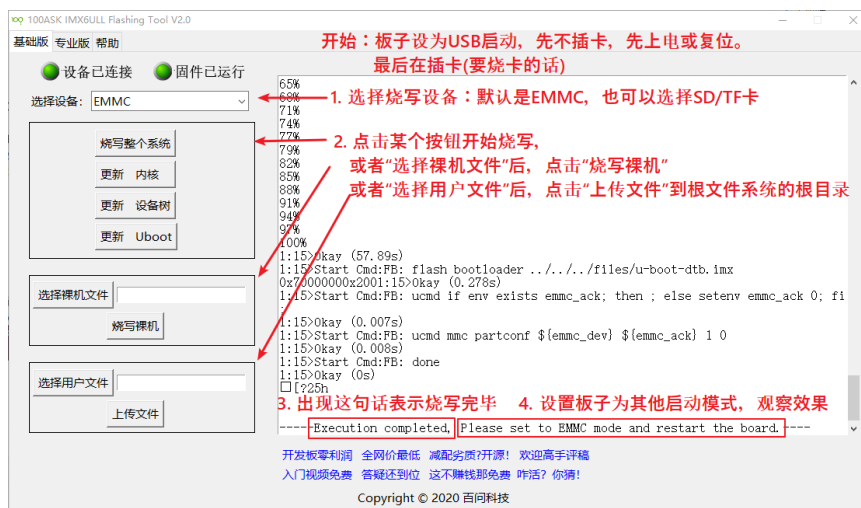 100ASK IMX6ULL Flashing Tool V2.0
基础版 专业版 帮助
开始：板子设为USB启动，先不插卡，先上电或复位。
最后在插卡(要烧卡的话)
设备已连接 固件已运行
选择设备: EMMC
1. 选择烧写设备：默认是EMMC，也可以选择SD/TF卡
烧写整个系统
更新 内核
更新 设备树
更新 Uboot
2. 点击某个按钮开始烧写，
或者“选择裸机文件”后，点击“烧写裸机”
或者“选择用户文件”后，点击“上传文件”到根文件系统的根目录
选择裸机文件
烧写裸机
选择用户文件
上传文件
65%
68%
71%
74%
77%
79%
82%
85%
88%
91%
94%
97%
100%
1:15>Okay (57.89s)
1:15>Start Cmd:FB: flash bootloader ../../../files/u-boot-dtb.imx
0x70000000x2001:15>Okay (0.278s)
1:15>Start Cmd:FB: ucmd if env exists emmc_ack; then ; else setenv emmc_ack 0; fi
;
1:15>Okay (0.007s)
1:15>Start Cmd:FB: ucmd mmc partconf ${emmc_dev} ${emmc_ack} 1 0
1:15>Okay (0.008s)
1:15>Start Cmd:FB: done
1:15>Okay (0s)
□[?25h
3. 出现这句话表示烧写完毕 4. 设置板子为其他启动模式，观察效果
-----Execution completed, Please set to EMMC mode and restart the board.----
开发板零利润 全网价最低 减配劣质?开源! 欢迎高手评稿
入门视频免费 答疑还到位 这不赚钱那免费 咋活? 你猜!
Copyright © 2020 百问科技